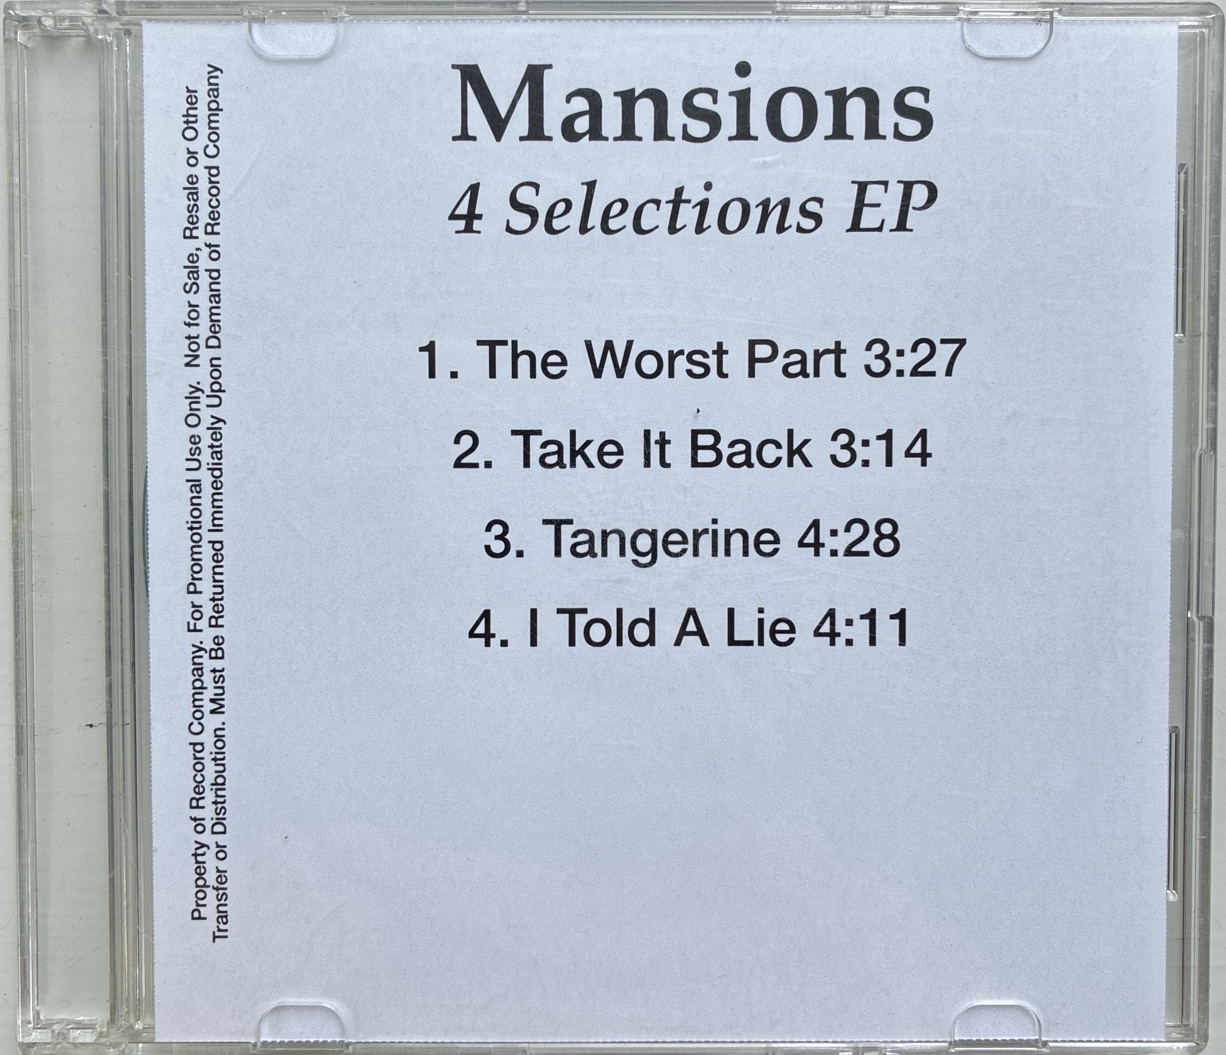 Mansions
4 Selections EP
1. The Worst Part 3:27
2. Take It Back 3:14
3. Tangerine 4:28
4. I Told A Lie 4:11
Property of Record Company. For Promotional Use Only. Not for Sale, Resale or Other
Transfer or Distribution. Must Be Returned Immediately Upon Demand of Record Company